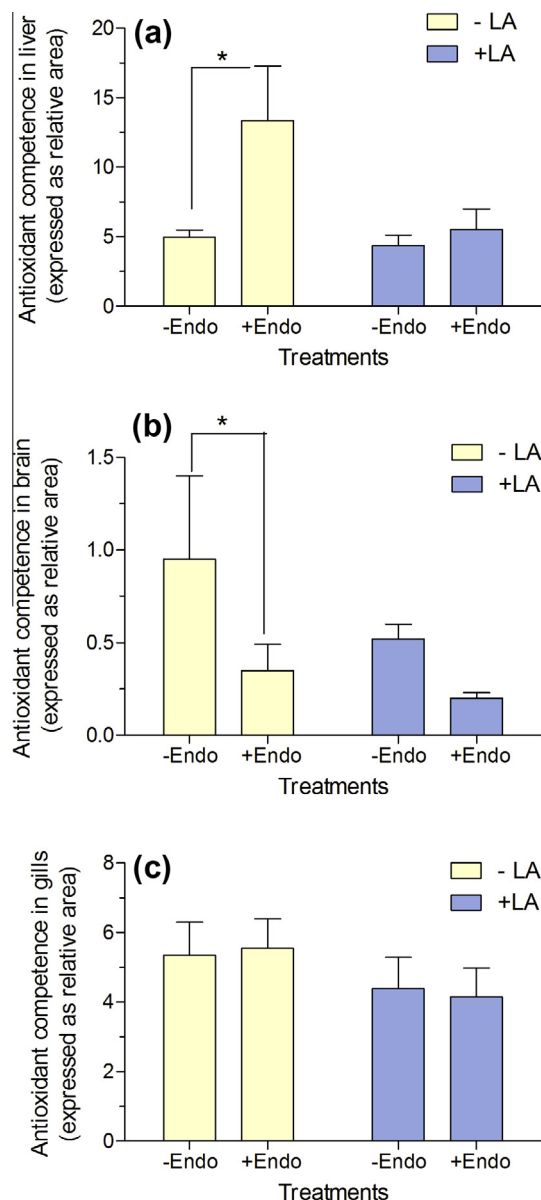 (a)
- LA
+LA
*
Antioxidant competence in liver
(expressed as relative area)
20
15
10
5
0
-Endo +Endo -Endo +Endo
Treatments
(b)
- LA
+LA
*
Antioxidant competence in brain
(expressed as relative area)
1.5
1.0
0.5
0.0
-Endo +Endo -Endo +Endo
Treatments
(c)
- LA
+LA
Antioxidant competence in gills
(expressed as relative area)
8
6
4
2
0
-Endo +Endo -Endo +Endo
Treatments